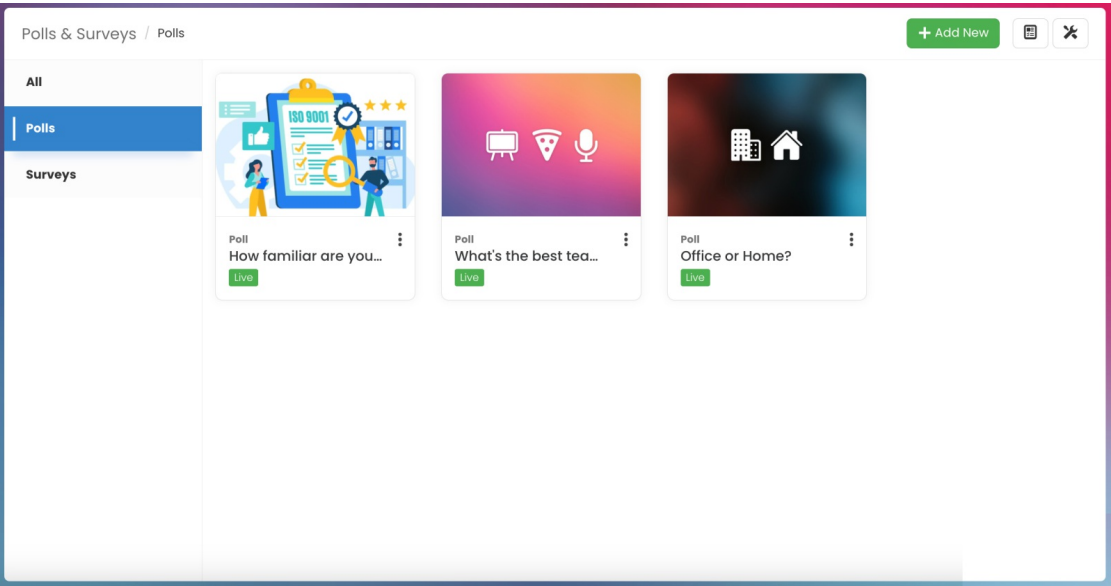 Polls & Surveys / Polls
+ Add New
All
Polls
Surveys
ISO 9001
Poll
How familiar are you...
Live
Poll
What's the best tea...
Live
Poll
Office or Home?
Live